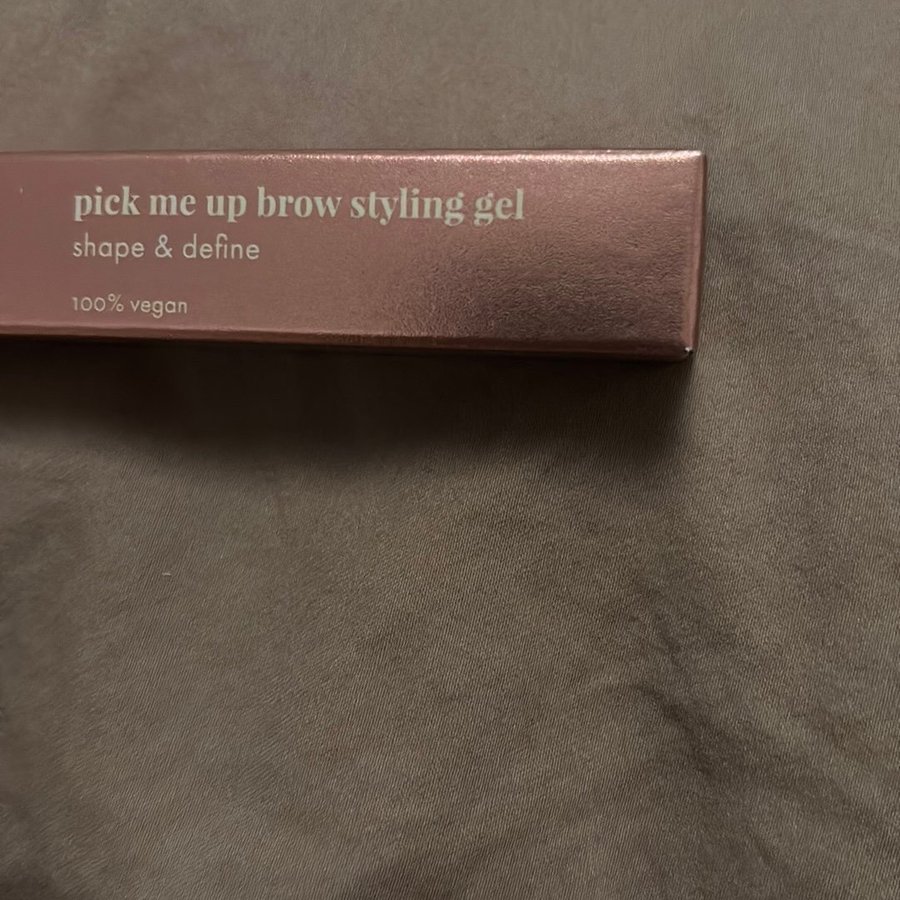 pick me up brow styling gel
shape & define
100% vegan